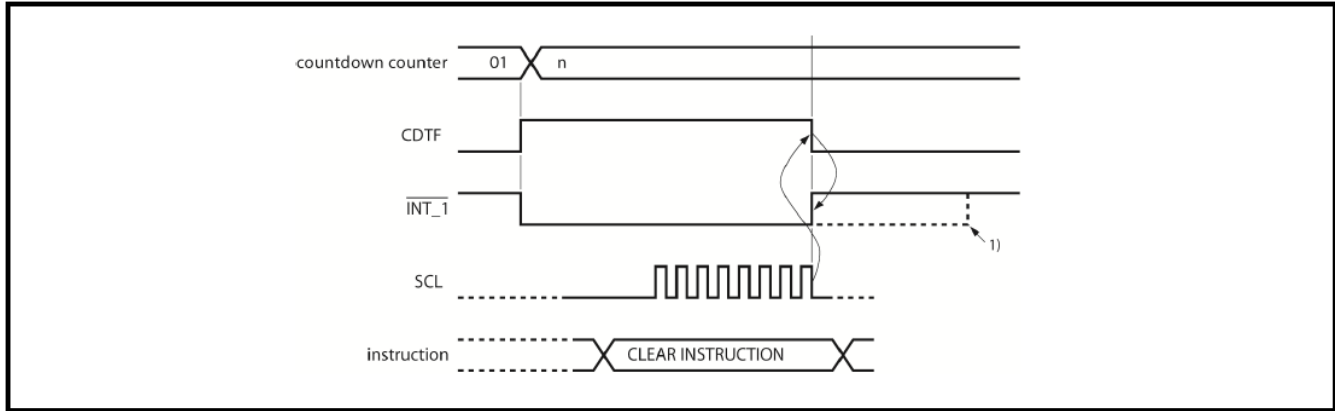 countdown counter 01 n
CDTF
INT_1
1)
SCL
instruction CLEAR INSTRUCTION